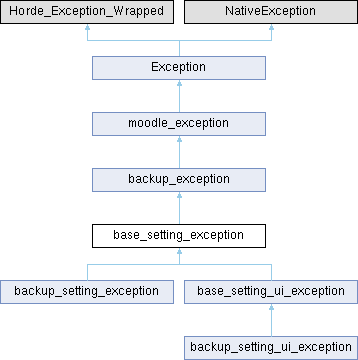 Horde_Exception_Wrapped
NativeException
Exception
moodle_exception
backup_exception
base_setting_exception
backup_setting_exception
base_setting_ui_exception
backup_setting_ui_exception